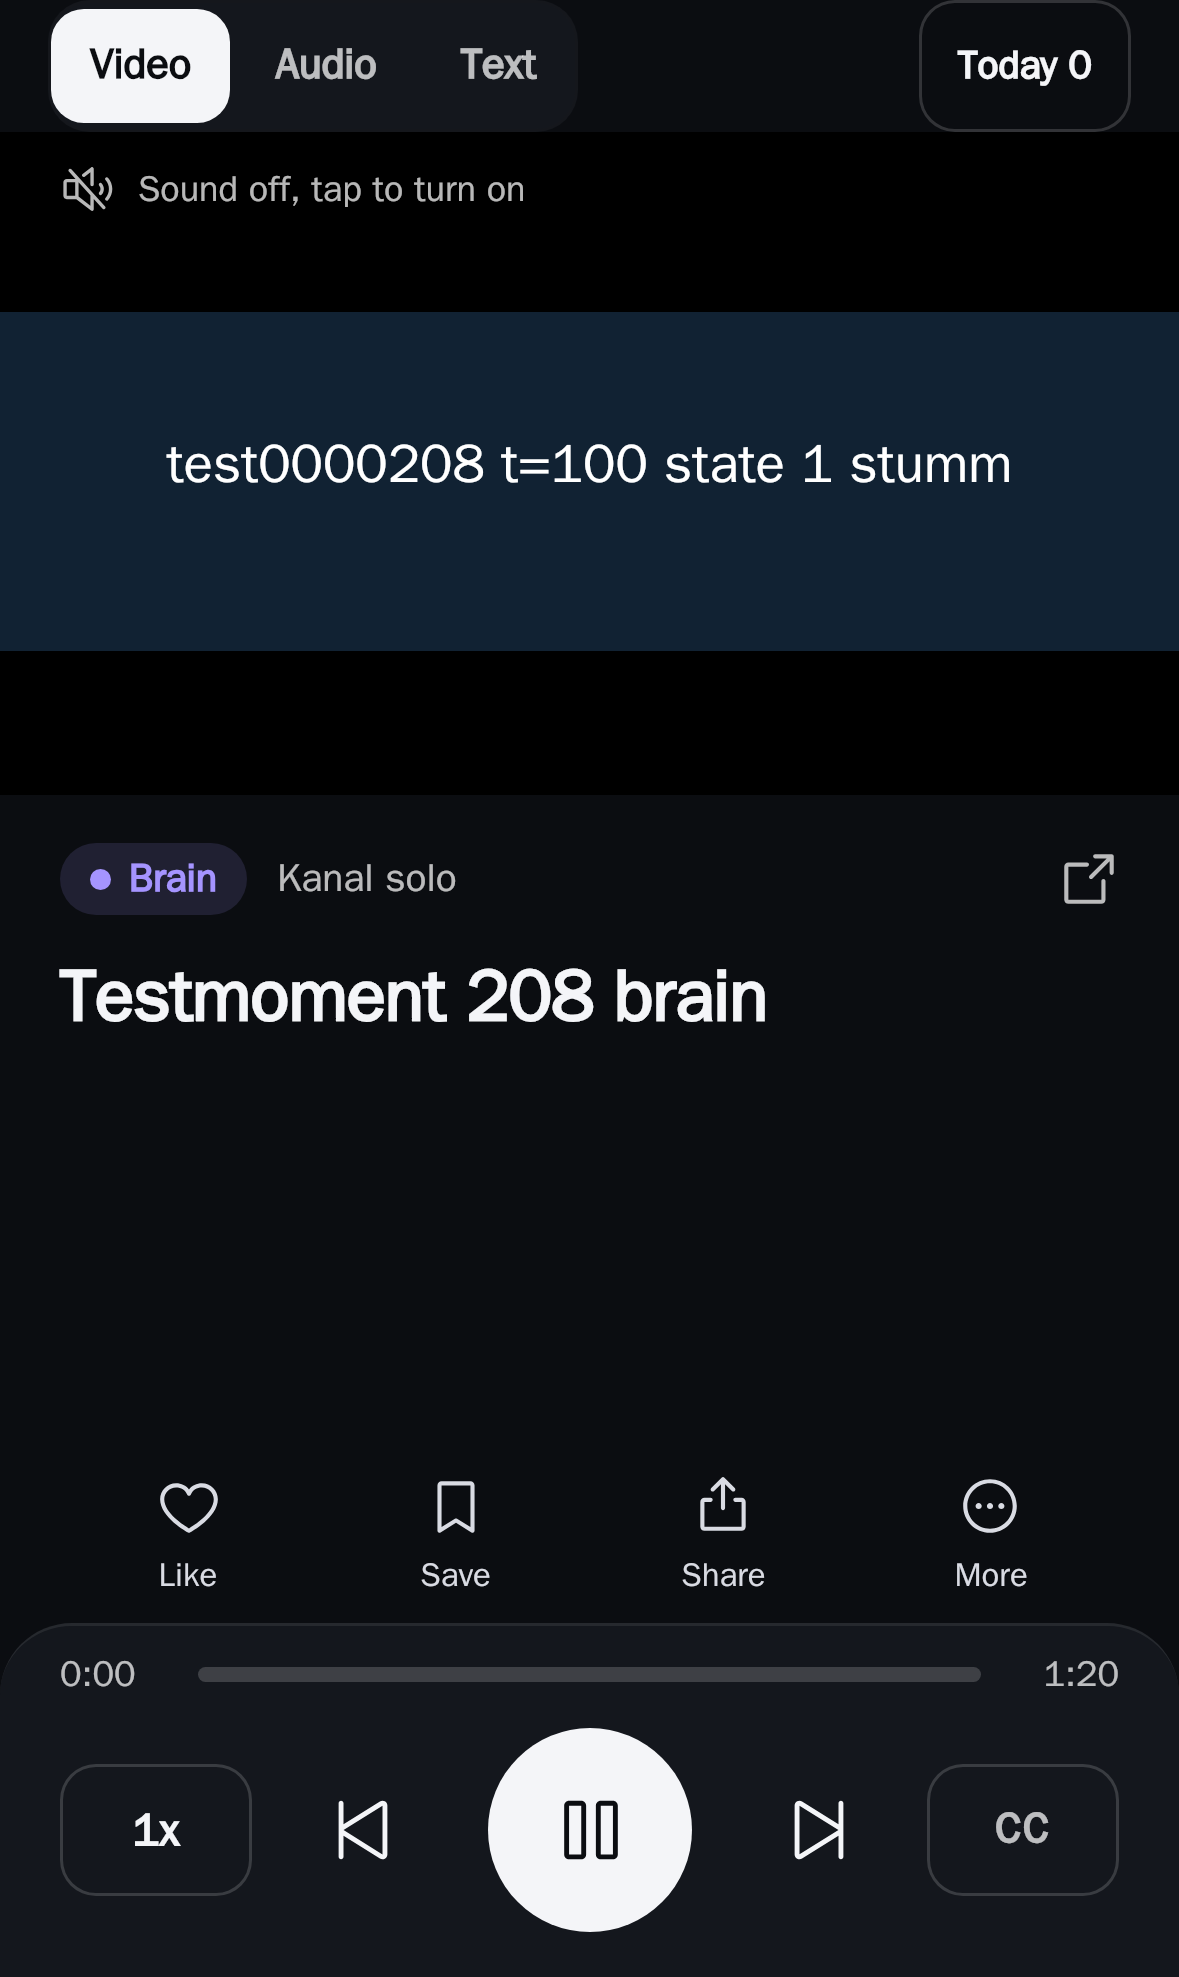 Video Audio Text Today 0
Sound off, tap to turn on
test0000208 t=100 state 1 stumm
Brain Kanal solo
Testmoment 208 brain
Like Save Share More
0:00 1:20
1x CC